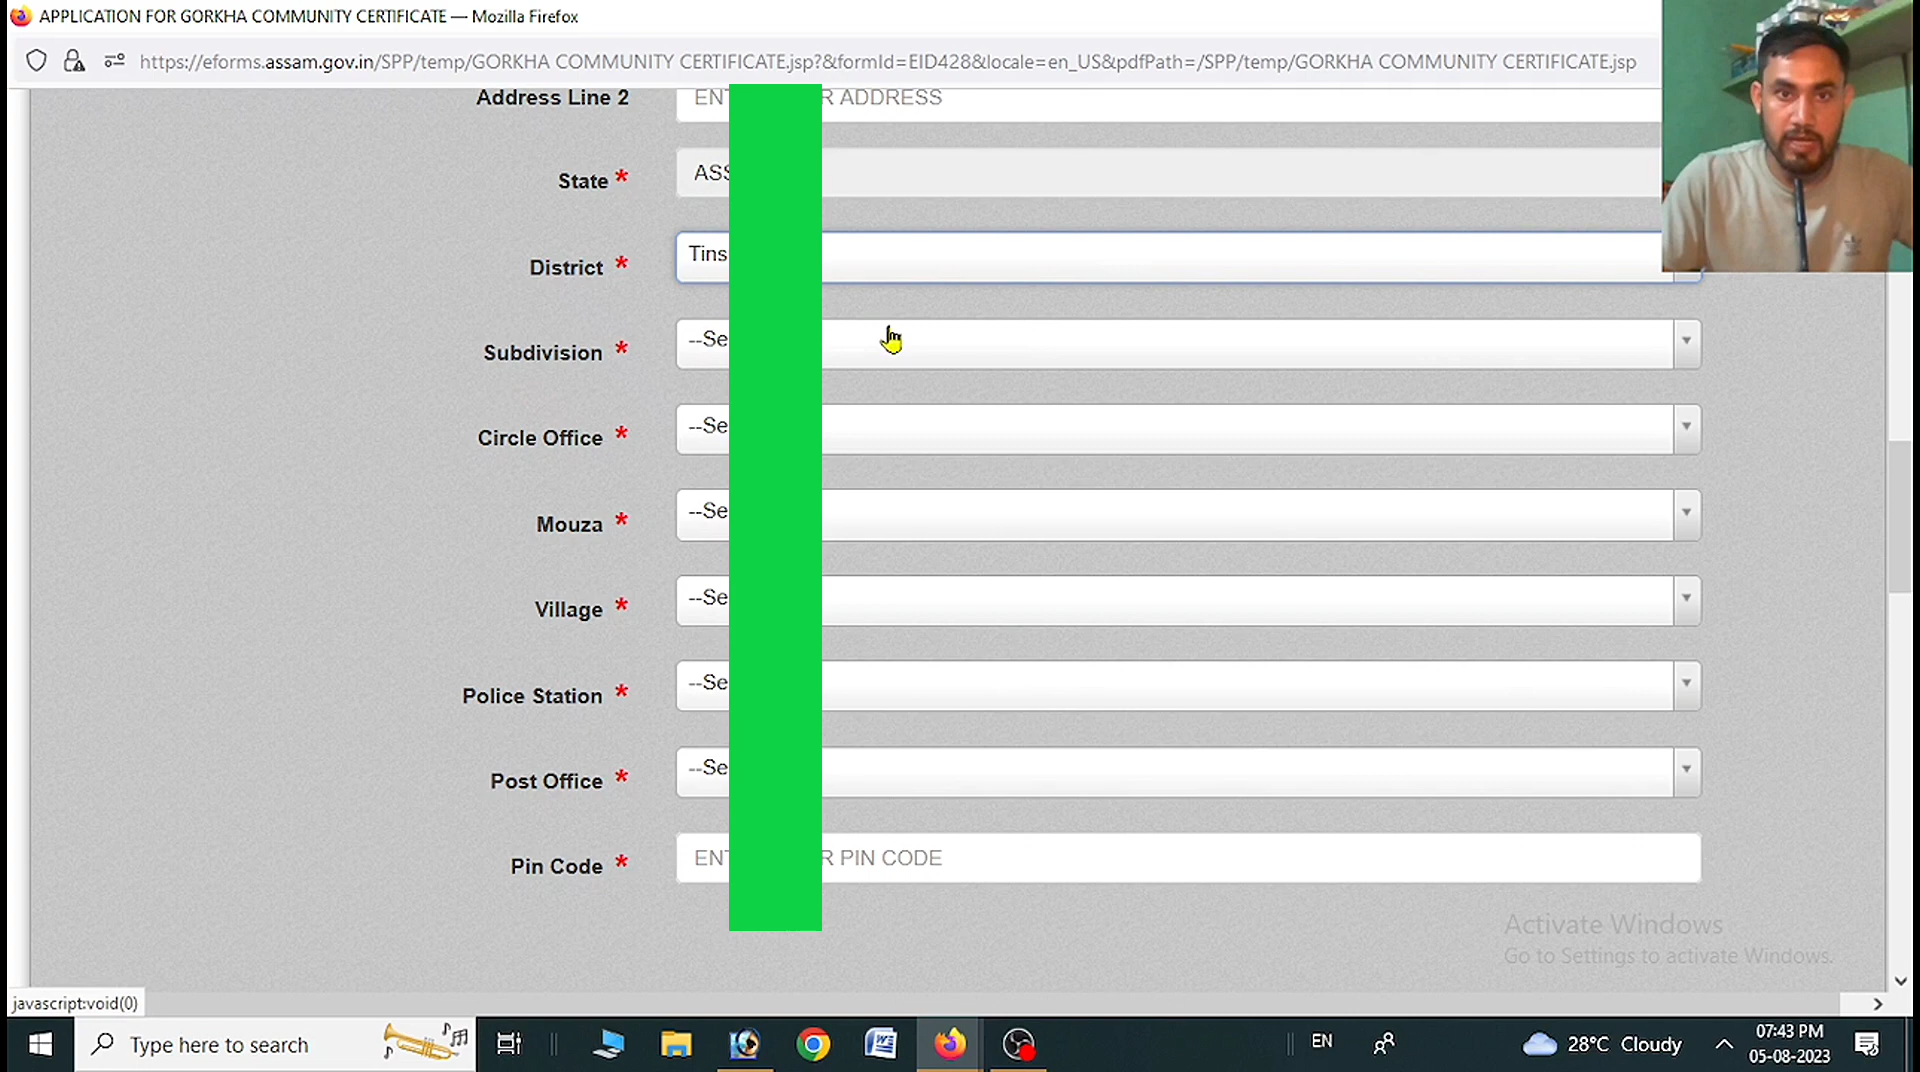 APPLICATION FOR GORKHA COMMUNITY CERTIFICATE — Mozilla Firefox
https://eforms.assam.gov.in/SPP/temp/GORKHA COMMUNITY CERTIFICATE.jsp?&formId=EID428&locale=en_US&pdfPath=/SPP/temp/GORKHA COMMUNITY CERTIFICATE.jsp
Address Line 2 ENT R ADDRESS
State * ASS
District * Tins
Subdivision * --Se
Circle Office * --Se
Mouza * --Se
Village * --Se
Police Station * --Se
Post Office * --Se
Pin Code * ENT R PIN CODE
Activate Windows
Go to Settings to activate Windows.
javascript:void(0)
Type here to search
EN
28°C Cloudy
07:43 PM
05-08-2023